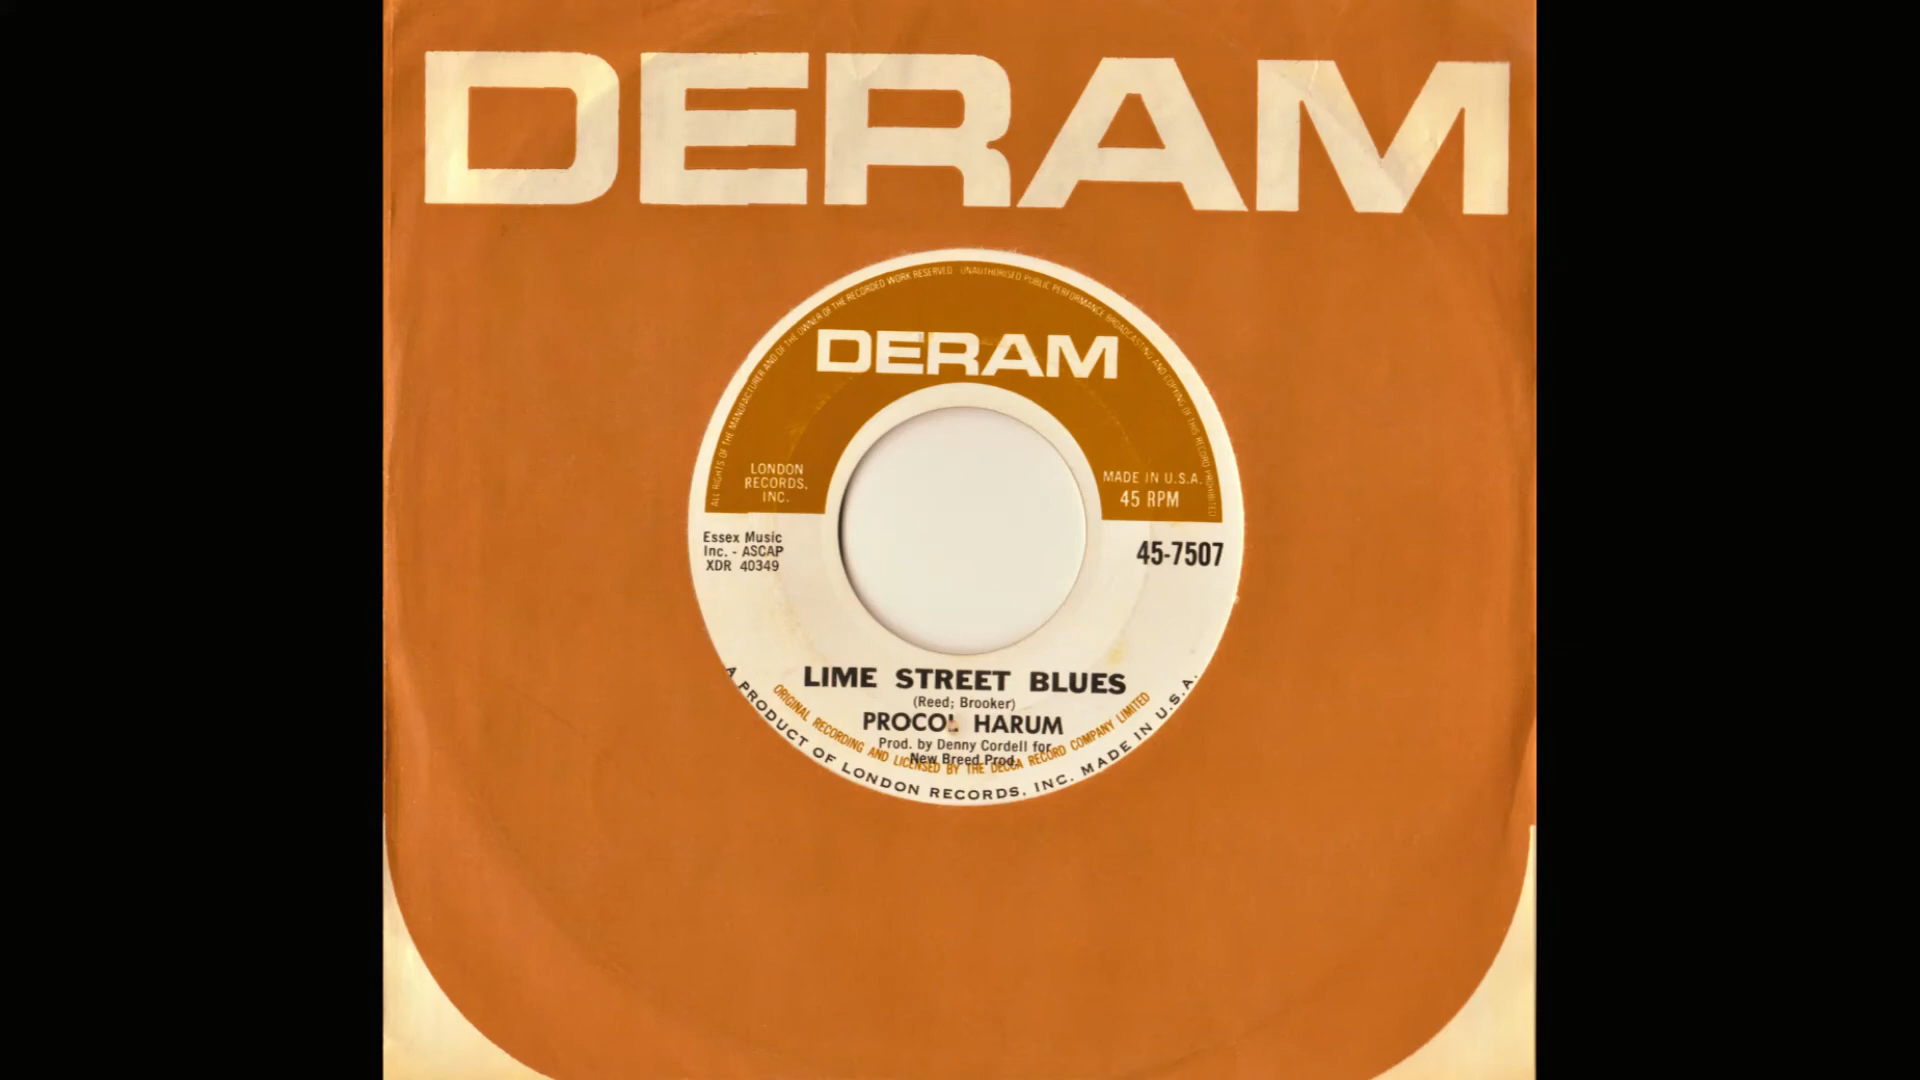 DERAM
ALL RIGHTS OF THE MANUFACTURER AND OF THE OWNER OF THE RECORDED WORK RESERVED UNAUTHORISED PUBLIC PERFORMANCE BROADCASTING AND COPYING OF THIS RECORD PROHIBITED
DERAM
LONDON
RECORDS,
INC.
MADE IN U.S.A.
45 RPM
Essex Music
Inc. - ASCAP
XDR 40349
45-7507
LIME STREET BLUES
(Reed; Brooker)
PROCOL HARUM
Prod. by Denny Cordell for
New Breed Prod.
ORIGINAL RECORDING AND LICENSED BY THE DECCA RECORD COMPANY LIMITED
A PRODUCT OF LONDON RECORDS, INC. MADE IN U.S.A.